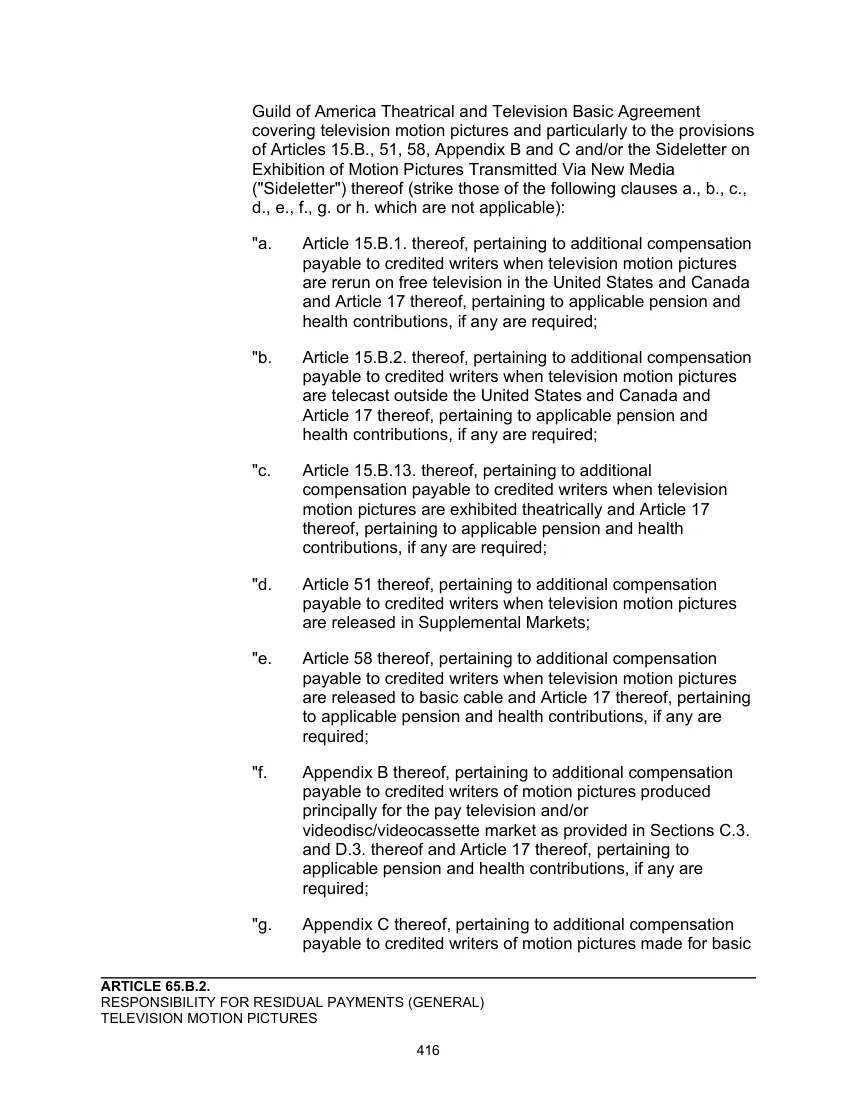 Guild of America Theatrical and Television Basic Agreement
covering television motion pictures and particularly to the provisions
of Articles 15.B., 51, 58, Appendix B and C and/or the Sideletter on
Exhibition of Motion Pictures Transmitted Via New Media
("Sideletter") thereof (strike those of the following clauses a., b., c.,
d., e., f., g. or h. which are not applicable):
"a. Article 15.B.1. thereof, pertaining to additional compensation
payable to credited writers when television motion pictures
are rerun on free television in the United States and Canada
and Article 17 thereof, pertaining to applicable pension and
health contributions, if any are required;
"b. Article 15.B.2. thereof, pertaining to additional compensation
payable to credited writers when television motion pictures
are telecast outside the United States and Canada and
Article 17 thereof, pertaining to applicable pension and
health contributions, if any are required;
"c. Article 15.B.13. thereof, pertaining to additional
compensation payable to credited writers when television
motion pictures are exhibited theatrically and Article 17
thereof, pertaining to applicable pension and health
contributions, if any are required;
"d. Article 51 thereof, pertaining to additional compensation
payable to credited writers when television motion pictures
are released in Supplemental Markets;
"e. Article 58 thereof, pertaining to additional compensation
payable to credited writers when television motion pictures
are released to basic cable and Article 17 thereof, pertaining
to applicable pension and health contributions, if any are
required;
"f. Appendix B thereof, pertaining to additional compensation
payable to credited writers of motion pictures produced
principally for the pay television and/or
videodisc/videocassette market as provided in Sections C.3.
and D.3. thereof and Article 17 thereof, pertaining to
applicable pension and health contributions, if any are
required;
"g. Appendix C thereof, pertaining to additional compensation
payable to credited writers of motion pictures made for basic
ARTICLE 65.B.2.
RESPONSIBILITY FOR RESIDUAL PAYMENTS (GENERAL)
TELEVISION MOTION PICTURES
416